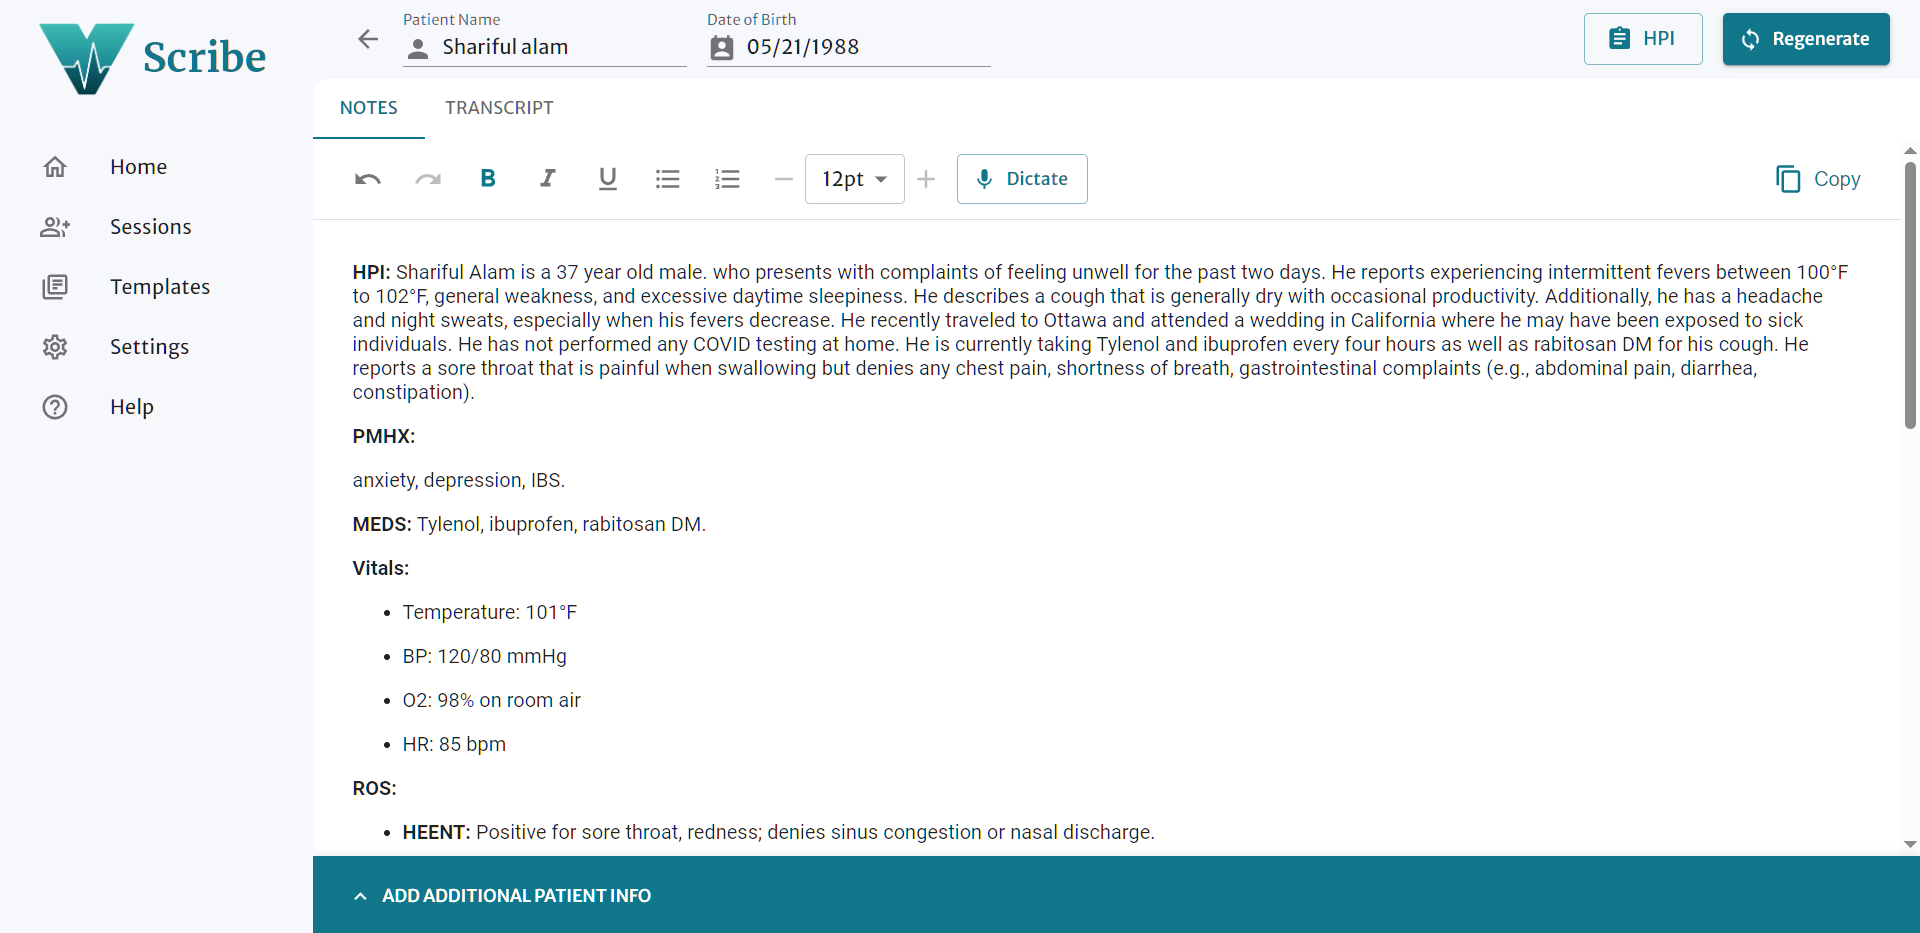 Scribe
Patient Name
Shariful alam
Date of Birth
05/21/1988
HPI
Regenerate
Home
Sessions
Templates
Settings
Help
NOTES
TRANSCRIPT
B
I
U
12pt
Dictate
Copy
HPI: Shariful Alam is a 37 year old male. who presents with complaints of feeling unwell for the past two days. He reports experiencing intermittent fevers between 100°F
to 102°F, general weakness, and excessive daytime sleepiness. He describes a cough that is generally dry with occasional productivity. Additionally, he has a headache
and night sweats, especially when his fevers decrease. He recently traveled to Ottawa and attended a wedding in California where he may have been exposed to sick
individuals. He has not performed any COVID testing at home. He is currently taking Tylenol and ibuprofen every four hours as well as rabitosan DM for his cough. He
reports a sore throat that is painful when swallowing but denies any chest pain, shortness of breath, gastrointestinal complaints (e.g., abdominal pain, diarrhea,
constipation).
PMHX:
anxiety, depression, IBS.
MEDS: Tylenol, ibuprofen, rabitosan DM.
Vitals:
• Temperature: 101°F
• BP: 120/80 mmHg
• O2: 98% on room air
• HR: 85 bpm
ROS:
• HEENT: Positive for sore throat, redness; denies sinus congestion or nasal discharge.
ADD ADDITIONAL PATIENT INFO